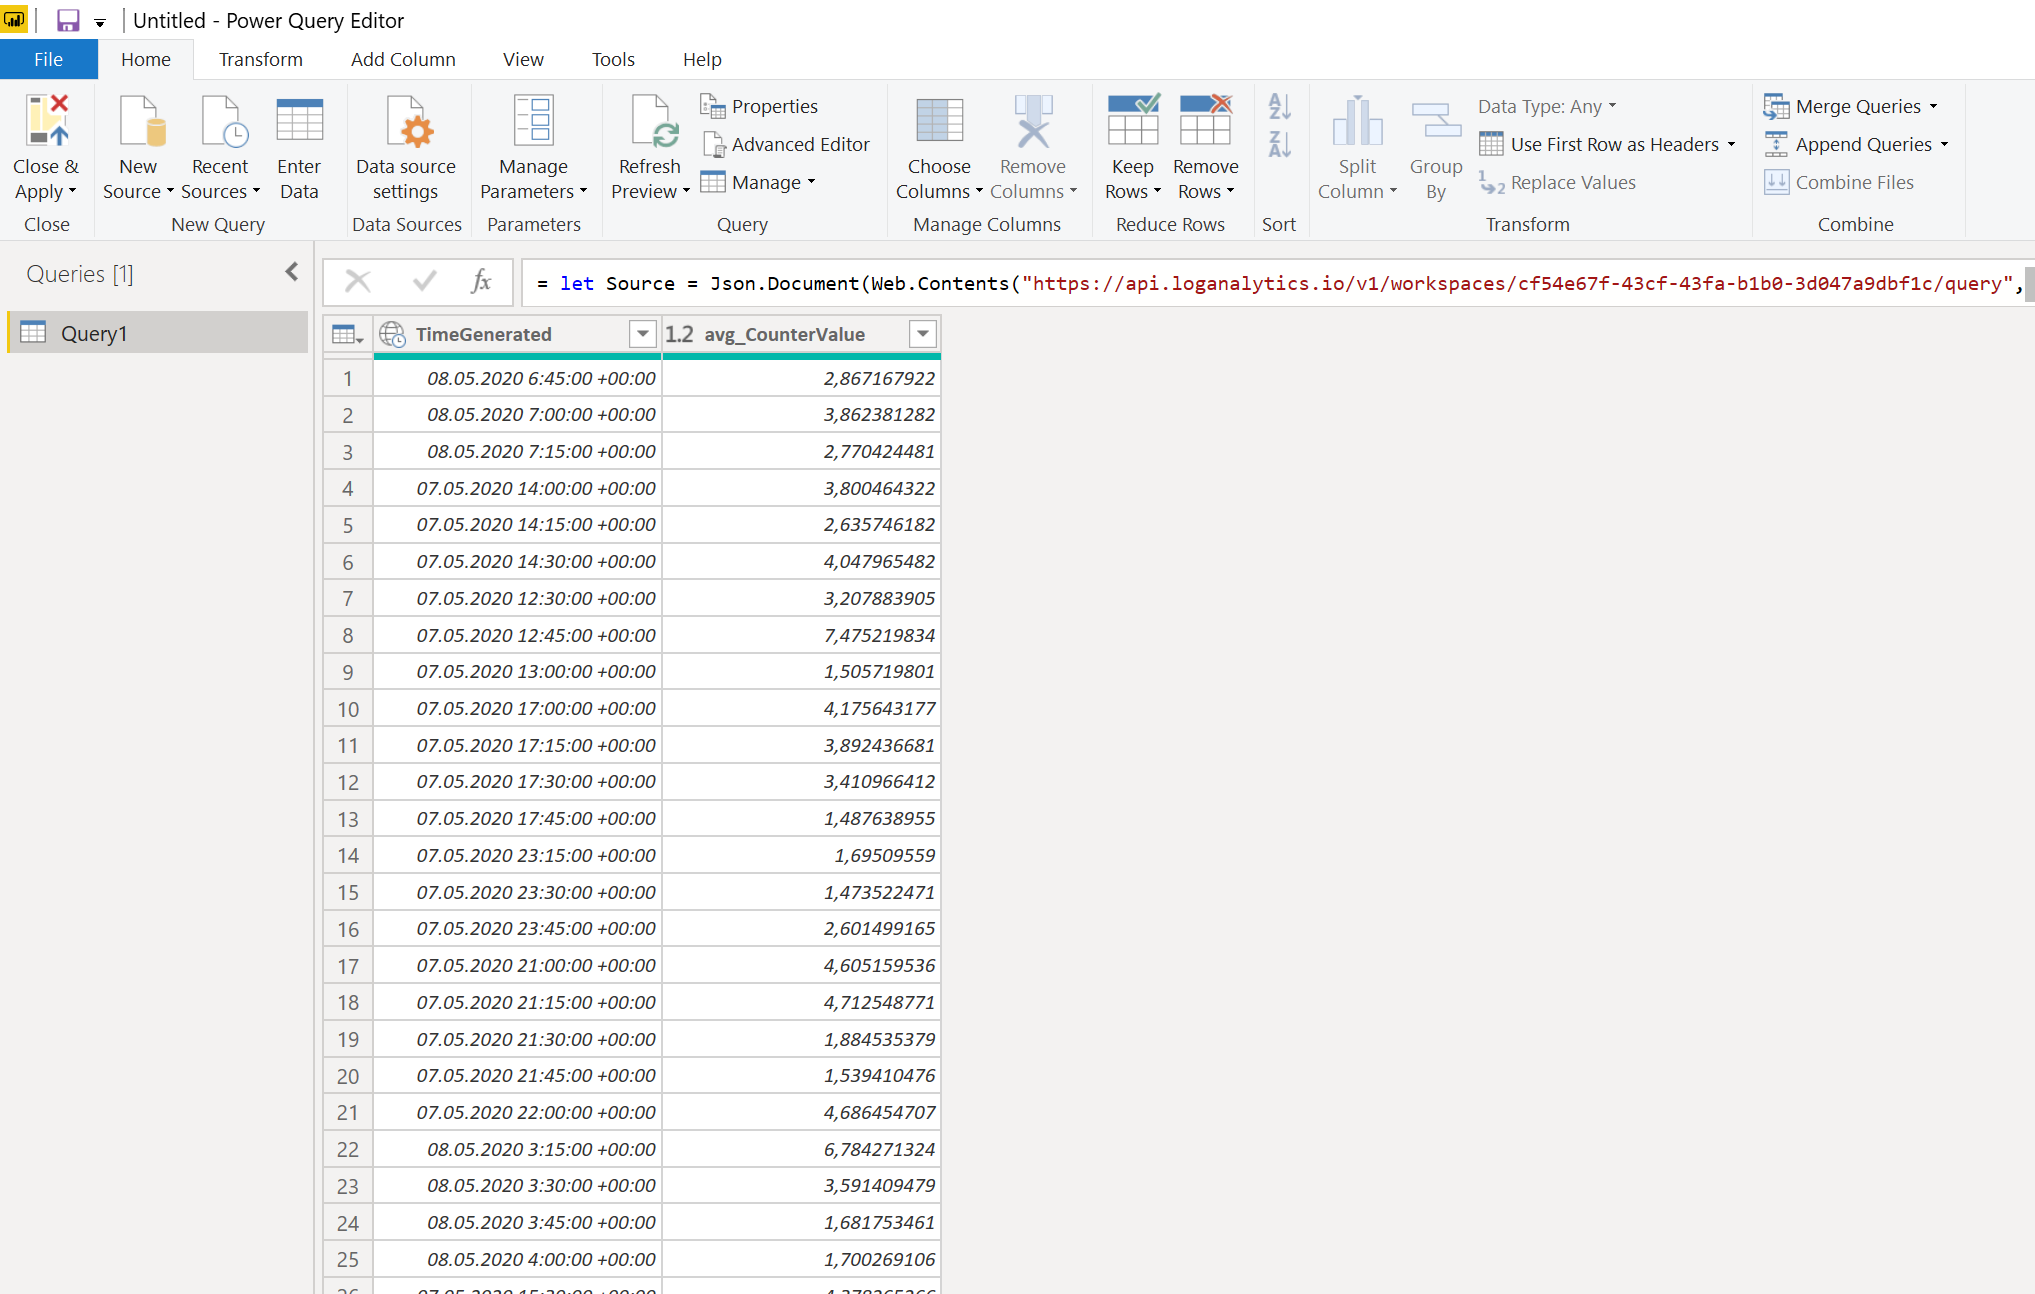 Untitled - Power Query Editor
File Home Transform Add Column View Tools Help
Close & Apply
Close
New Source
Recent Sources
Enter Data
New Query
Data source settings
Data Sources
Manage Parameters
Parameters
Refresh Preview
Properties
Advanced Editor
Manage
Query
Choose Columns
Remove Columns
Manage Columns
Keep Rows
Remove Rows
Reduce Rows
Sort
Split Column
Group By
Data Type: Any
Use First Row as Headers
Replace Values
Transform
Merge Queries
Append Queries
Combine Files
Combine
Queries [1]
Query1
fx
= let Source = Json.Document(Web.Contents("https://api.loganalytics.io/v1/workspaces/cf54e67f-43cf-43fa-b1b0-3d047a9dbf1c/query",
TimeGenerated 1.2 avg_CounterValue
1 08.05.2020 6:45:00 +00:00 2,867167922
2 08.05.2020 7:00:00 +00:00 3,862381282
3 08.05.2020 7:15:00 +00:00 2,770424481
4 07.05.2020 14:00:00 +00:00 3,800464322
5 07.05.2020 14:15:00 +00:00 2,635746182
6 07.05.2020 14:30:00 +00:00 4,047965482
7 07.05.2020 12:30:00 +00:00 3,207883905
8 07.05.2020 12:45:00 +00:00 7,475219834
9 07.05.2020 13:00:00 +00:00 1,505719801
10 07.05.2020 17:00:00 +00:00 4,175643177
11 07.05.2020 17:15:00 +00:00 3,892436681
12 07.05.2020 17:30:00 +00:00 3,410966412
13 07.05.2020 17:45:00 +00:00 1,487638955
14 07.05.2020 23:15:00 +00:00 1,69509559
15 07.05.2020 23:30:00 +00:00 1,473522471
16 07.05.2020 23:45:00 +00:00 2,601499165
17 07.05.2020 21:00:00 +00:00 4,605159536
18 07.05.2020 21:15:00 +00:00 4,712548771
19 07.05.2020 21:30:00 +00:00 1,884535379
20 07.05.2020 21:45:00 +00:00 1,539410476
21 07.05.2020 22:00:00 +00:00 4,686454707
22 08.05.2020 3:15:00 +00:00 6,784271324
23 08.05.2020 3:30:00 +00:00 3,591409479
24 08.05.2020 3:45:00 +00:00 1,681753461
25 08.05.2020 4:00:00 +00:00 1,700269106